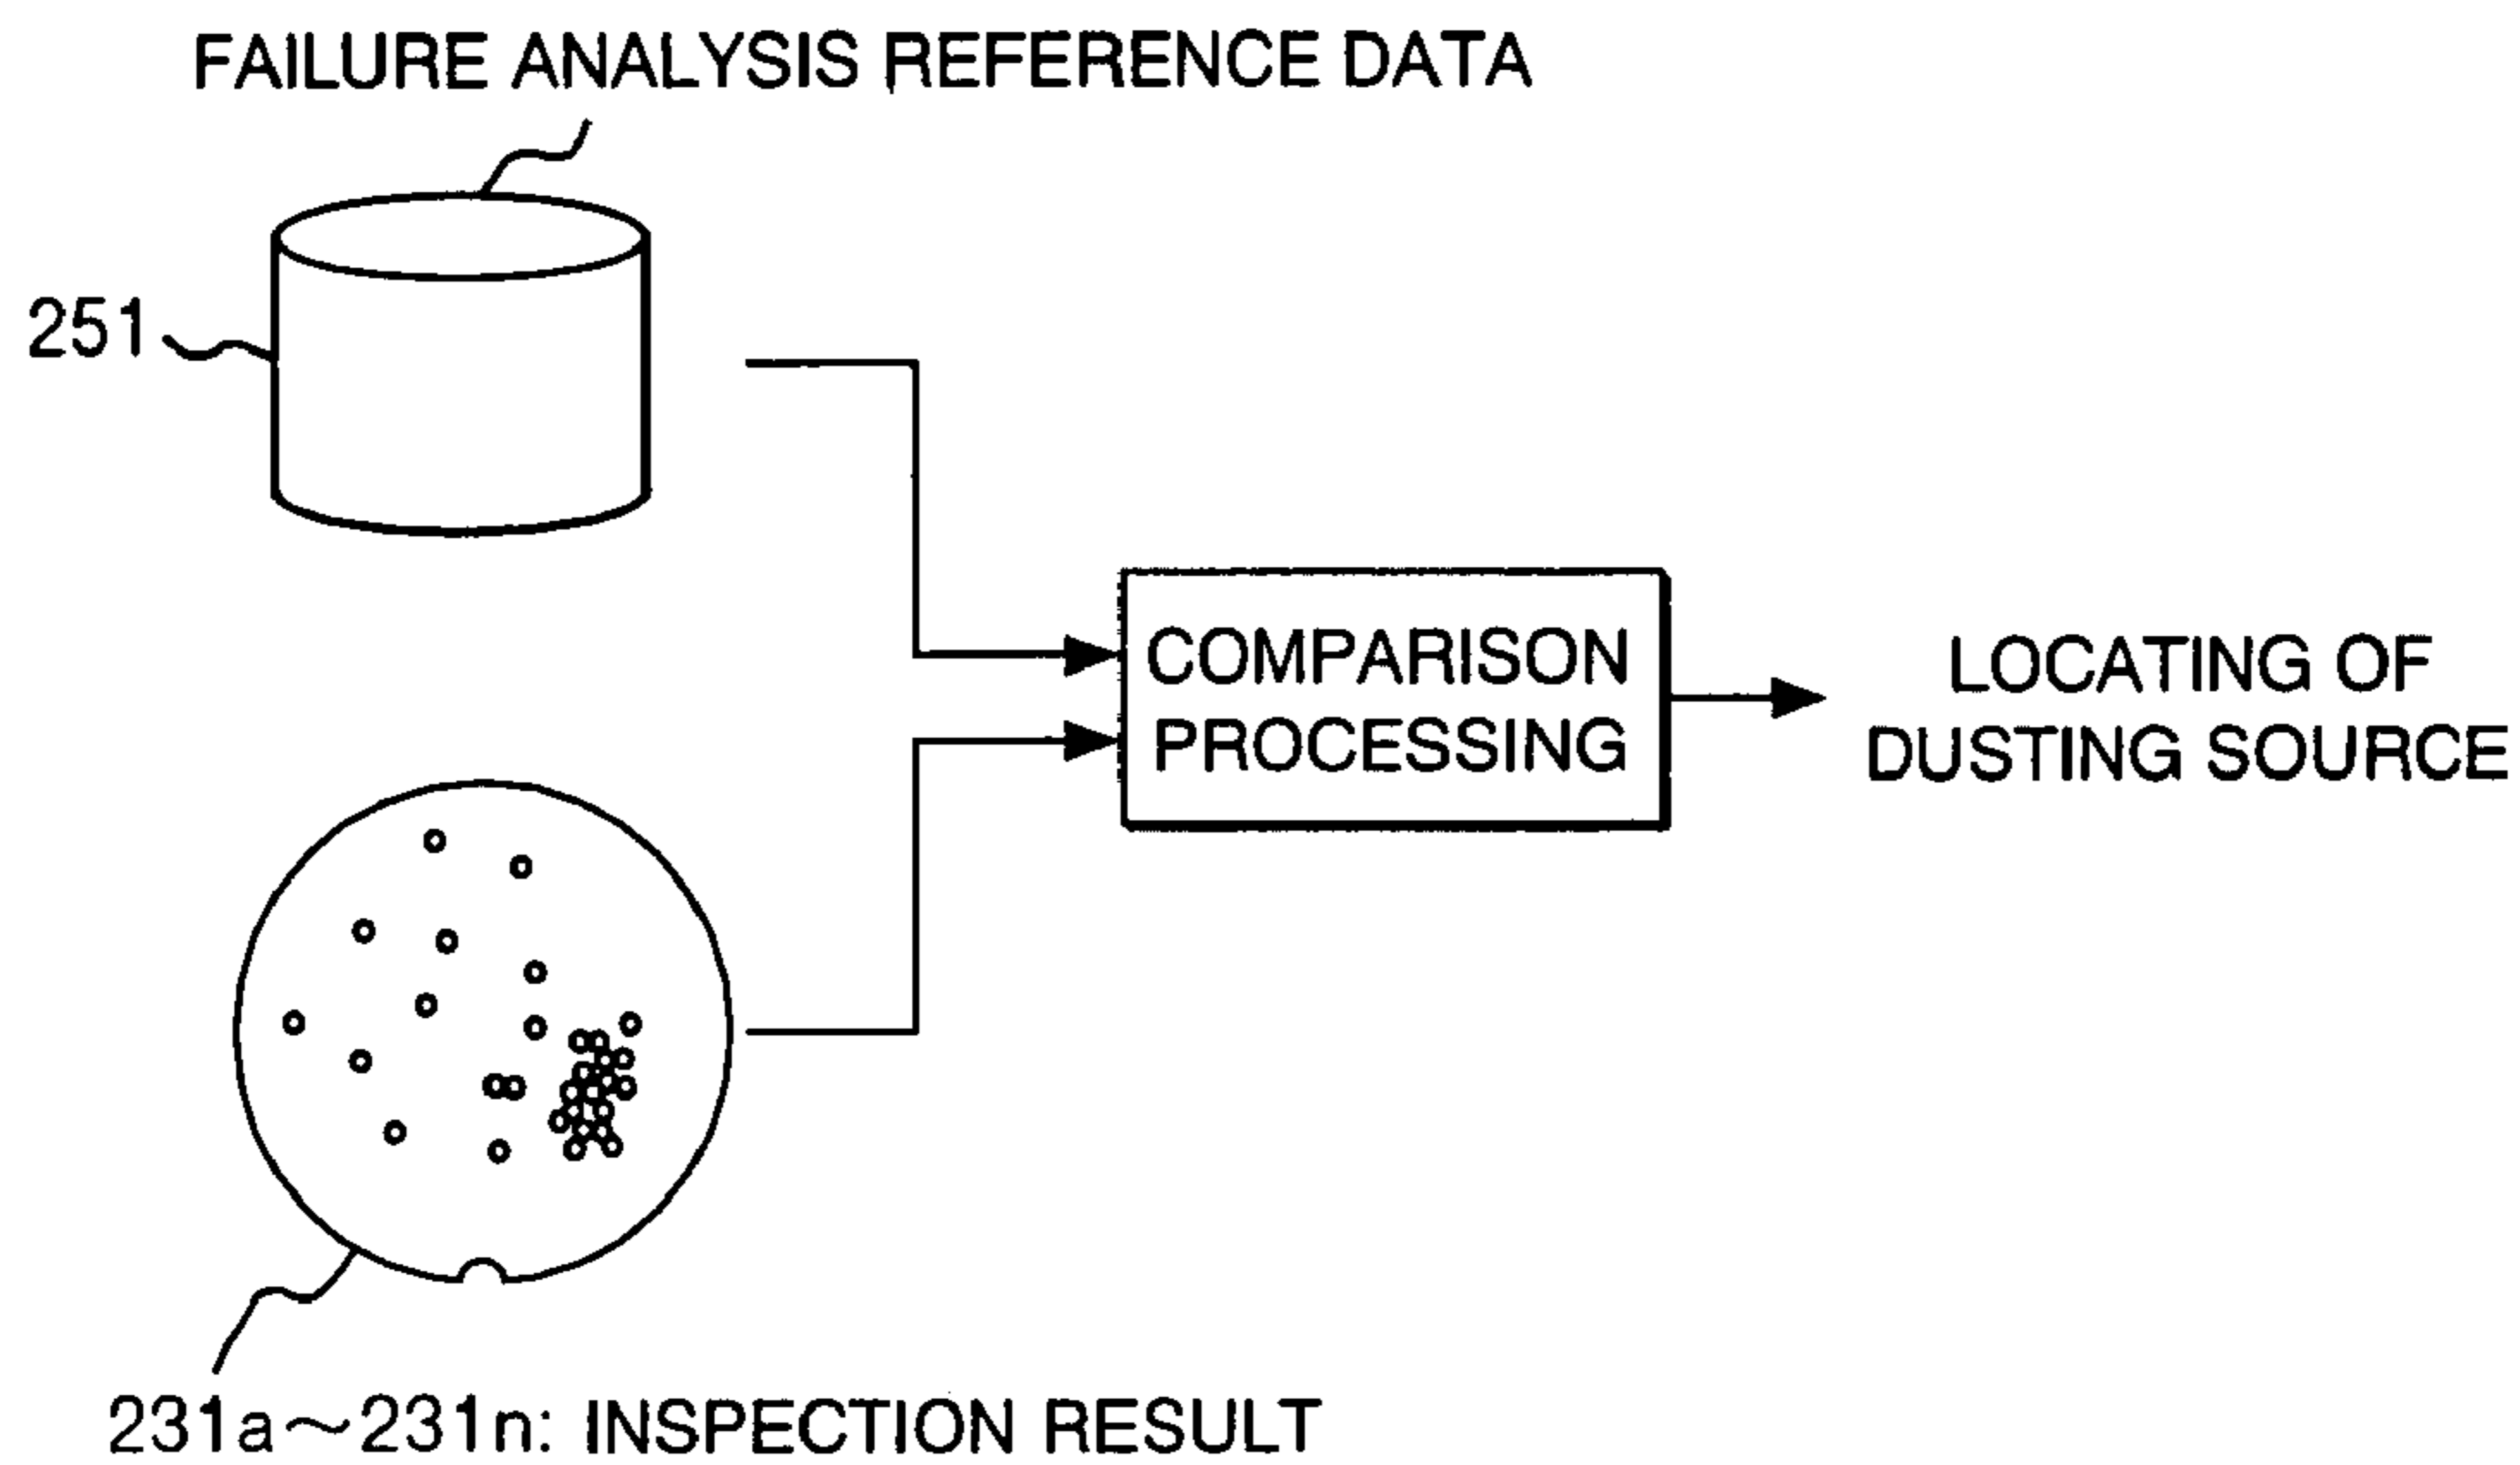 FAILURE ANALYSIS REFERENCE DATA
251
COMPARISON
PROCESSING
LOCATING OF
DUSTING SOURCE
231a～231n: INSPECTION RESULT